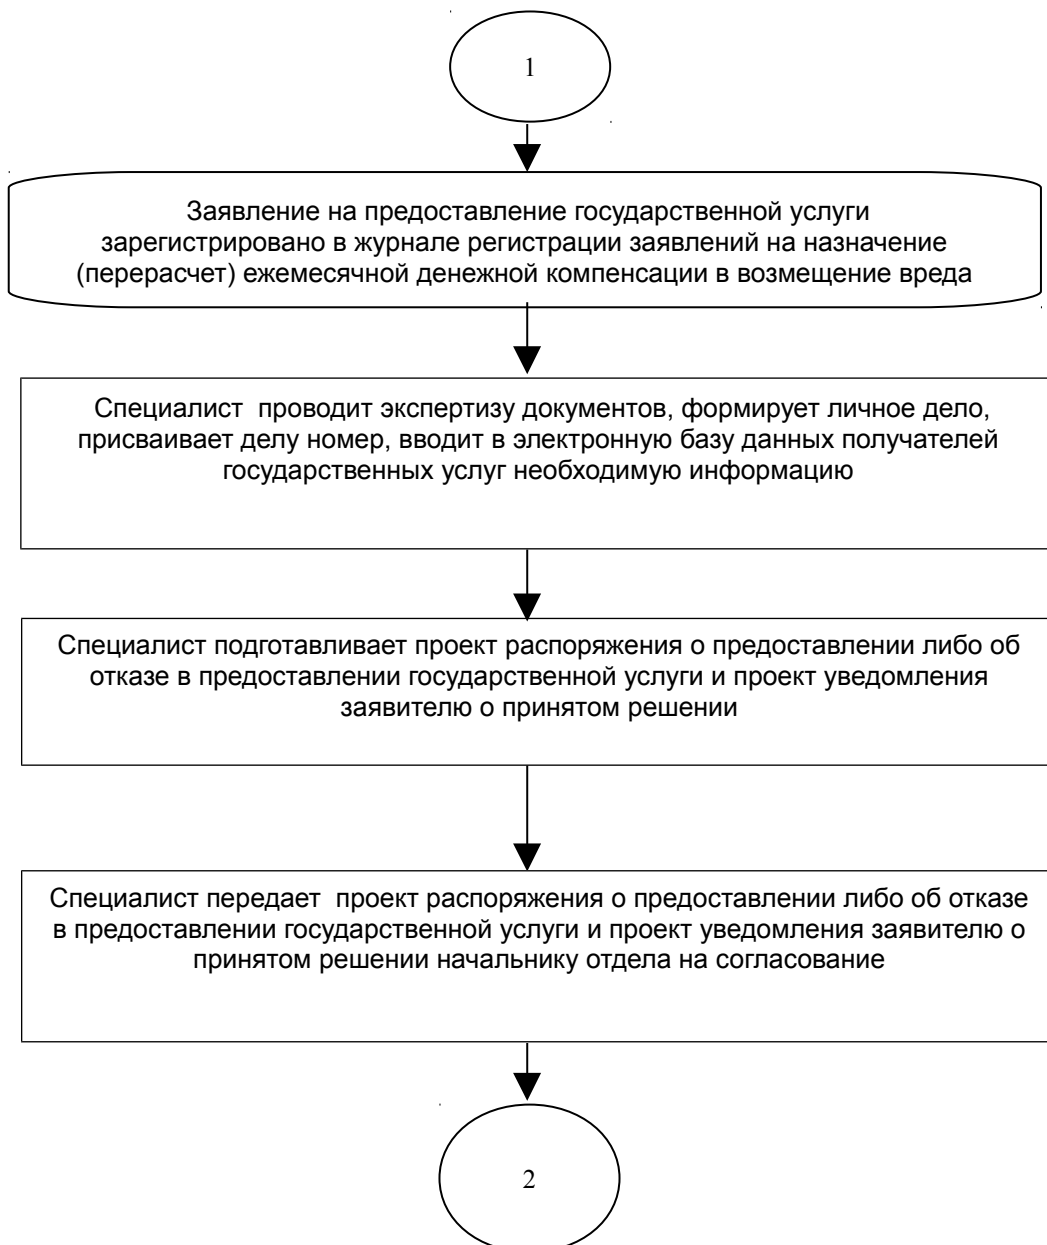 1
Заявление на предоставление государственной услуги
зарегистрировано в журнале регистрации заявлений на назначение
(перерасчет) ежемесячной денежной компенсации в возмещение вреда
Специалист  проводит экспертизу документов, формирует личное дело,
присваивает делу номер, вводит в электронную базу данных получателей
государственных услуг необходимую информацию
Специалист подготавливает проект распоряжения о предоставлении либо об
отказе в предоставлении государственной услуги и проект уведомления
заявителю о принятом решении
Специалист передает  проект распоряжения о предоставлении либо об отказе
в предоставлении государственной услуги и проект уведомления заявителю о
принятом решении начальнику отдела на согласование
2